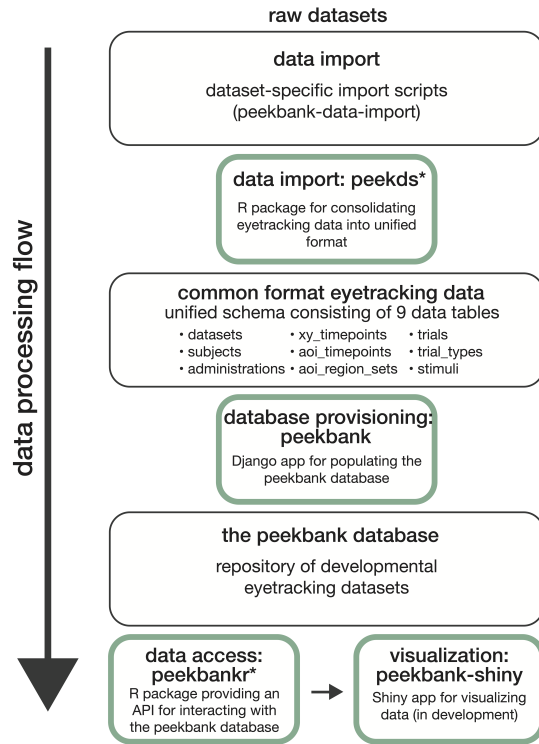 raw datasets
data import
dataset-specific import scripts
(peekbank-data-import)
data import: peekds*
R package for consolidating
eyetracking data into unified
format
common format eyetracking data
unified schema consisting of 9 data tables
• datasets • xy_timepoints • trials
• subjects • aoi_timepoints • trial_types
• administrations • aoi_region_sets • stimuli
database provisioning:
peekbank
Django app for populating the
peekbank database
the peekbank database
repository of developmental
eyetracking datasets
data access:
peekbankr*
R package providing an
API for interacting with
the peekbank database
visualization:
peekbank-shiny
Shiny app for visualizing
data (in development)
data processing flow